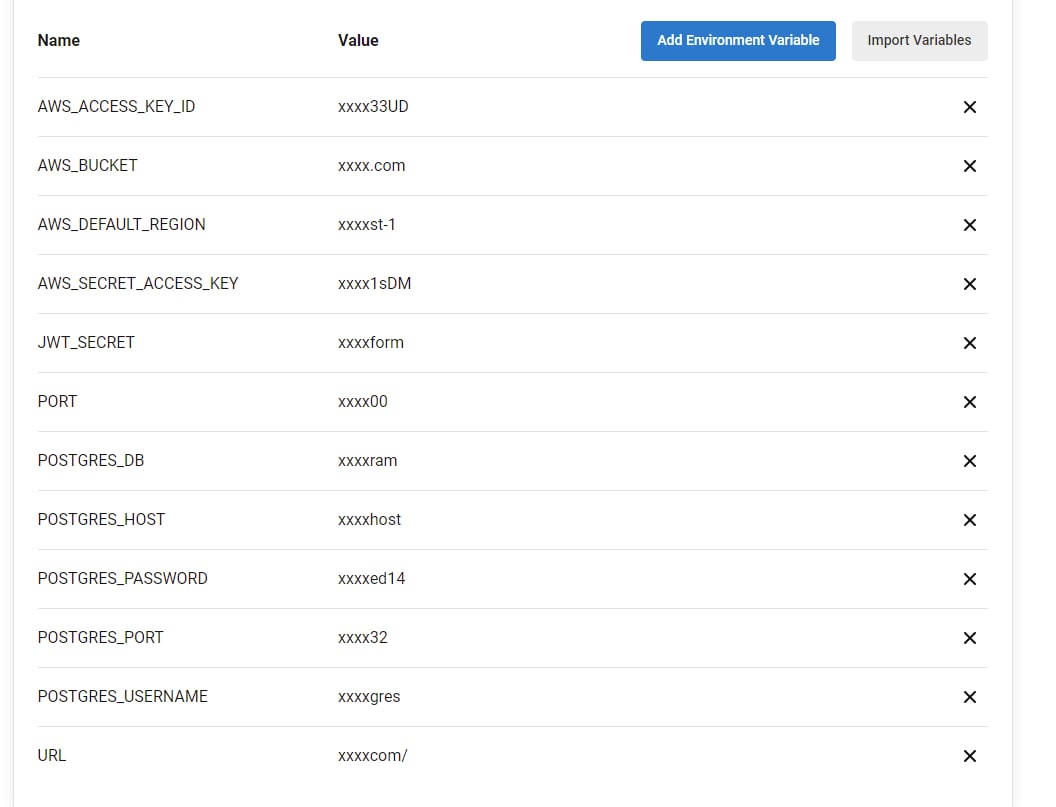 Name Value Add Environment Variable Import Variables
AWS_ACCESS_KEY_ID xxxx33UD
AWS_BUCKET xxxx.com
AWS_DEFAULT_REGION xxxxst-1
AWS_SECRET_ACCESS_KEY xxxx1sDM
JWT_SECRET xxxxform
PORT xxxx00
POSTGRES_DB xxxxram
POSTGRES_HOST xxxxhost
POSTGRES_PASSWORD xxxxed14
POSTGRES_PORT xxxx32
POSTGRES_USERNAME xxxxgres
URL xxxxcom/